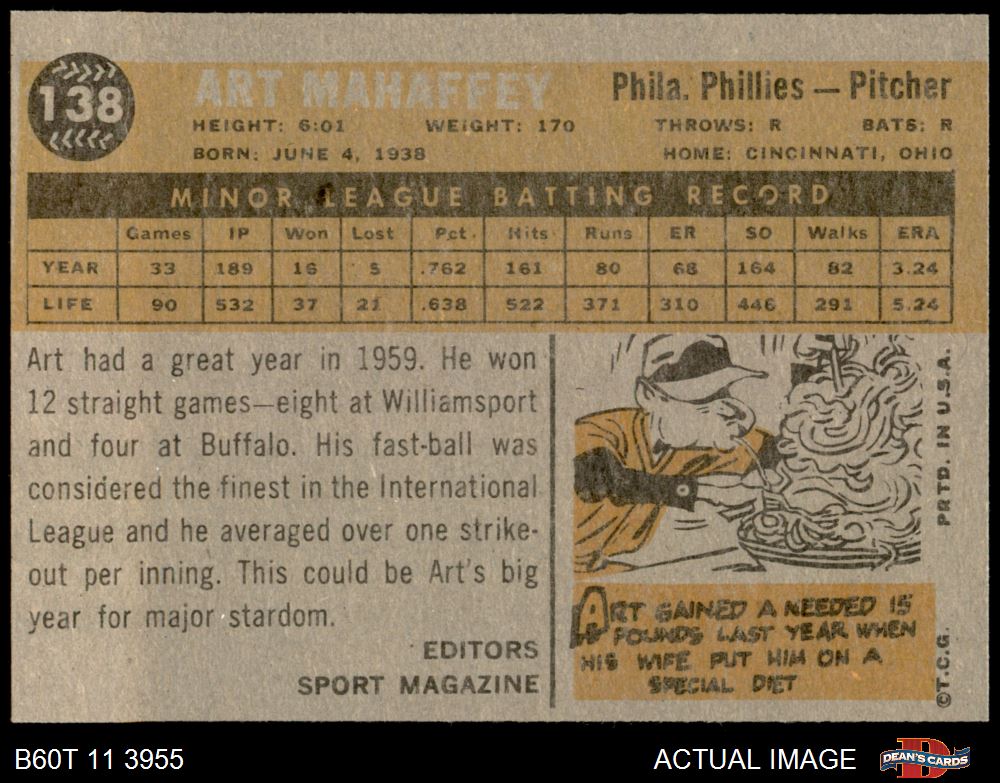 138
ART MAHAFFEY
Phila. Phillies — Pitcher
HEIGHT: 6:01 WEIGHT: 170 THROWS: R BATS: R
BORN: JUNE 4, 1938 HOME: CINCINNATI, OHIO
MINOR LEAGUE BATTING RECORD
Games IP Won Lost Pct. Hits Runs ER SO Walks ERA
YEAR 33 189 16 5 .762 161 80 68 164 82 3.24
LIFE 90 532 37 21 .638 522 371 310 446 291 5.24
Art had a great year in 1959. He won
12 straight games—eight at Williamsport
and four at Buffalo. His fast-ball was
considered the finest in the International
League and he averaged over one strike-
out per inning. This could be Art's big
year for major stardom.
EDITORS
SPORT MAGAZINE
ART GAINED A NEEDED 15
POUNDS LAST YEAR WHEN
HIS WIFE PUT HIM ON A
SPECIAL DIET
PRTD. IN U.S.A.
©T.C.G.
B60T 11 3955
ACTUAL IMAGE
DEAN'S CARDS